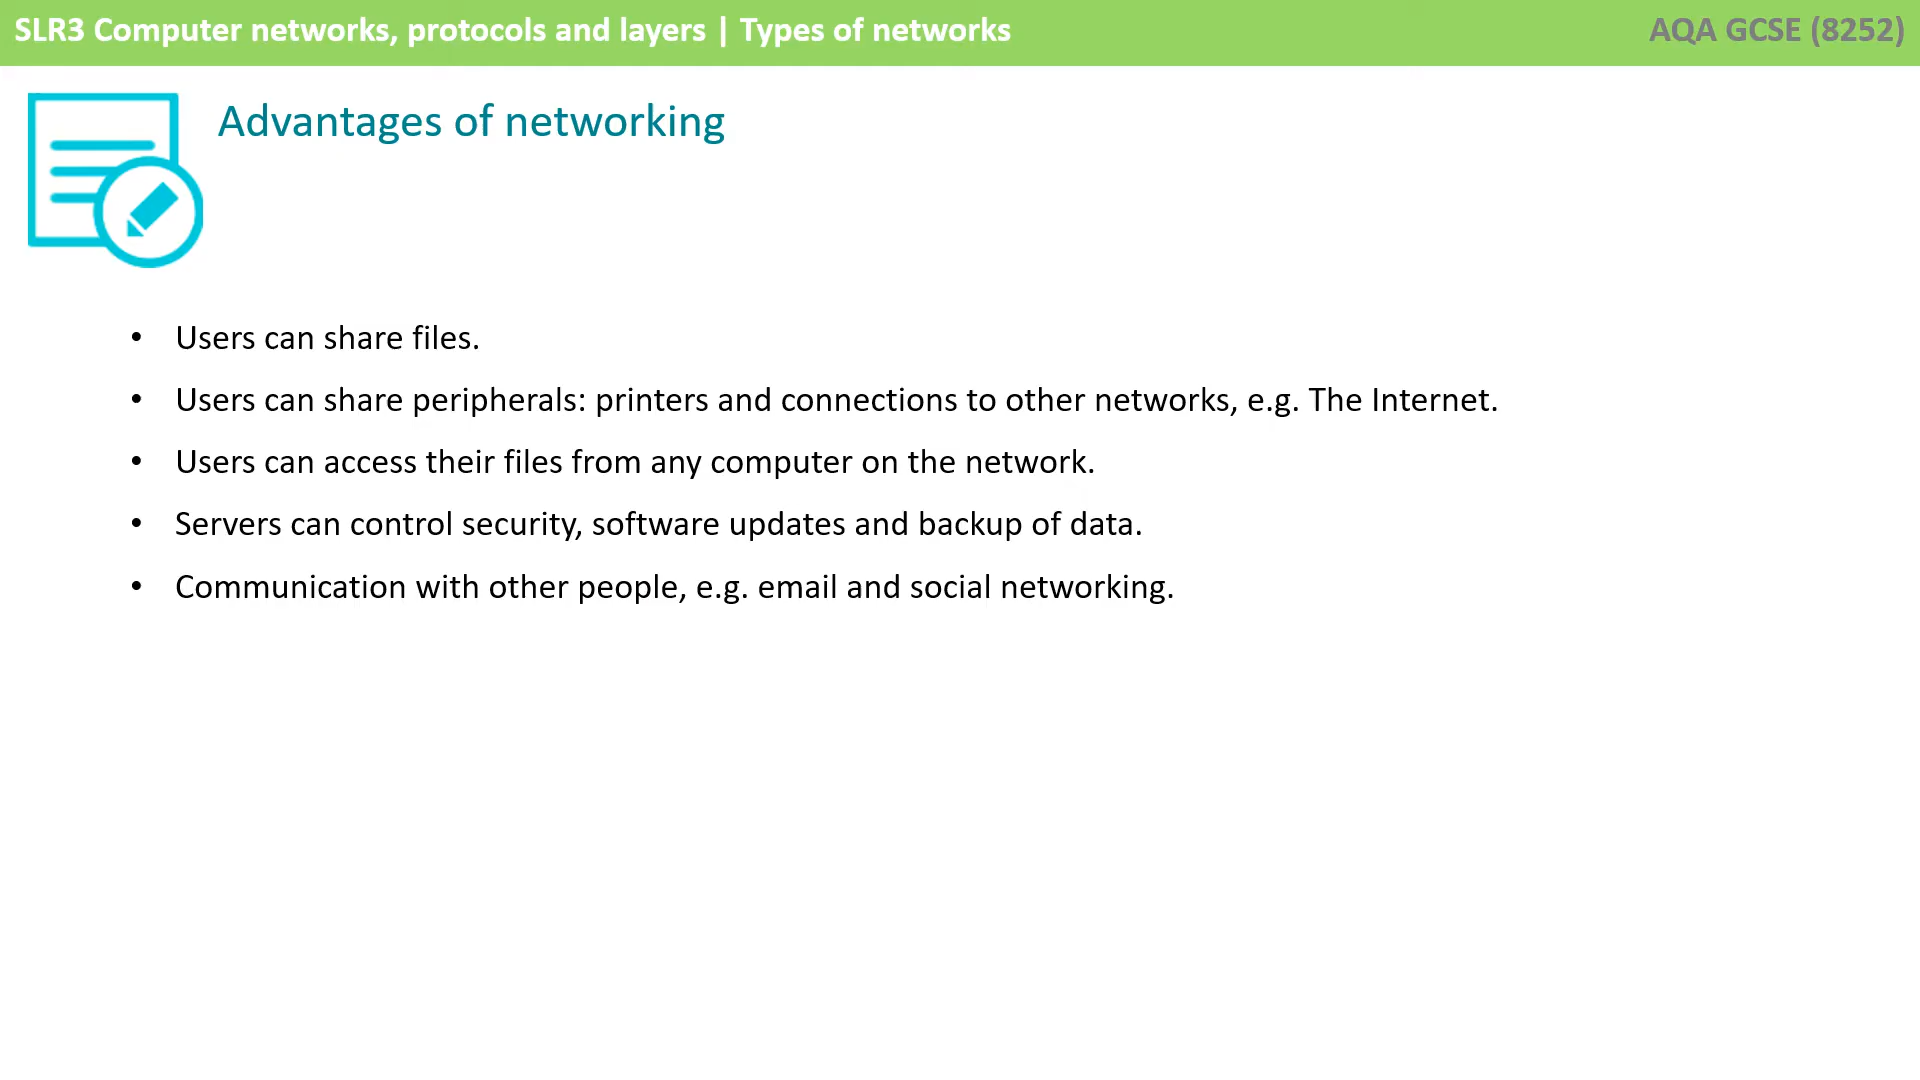 SLR3 Computer networks, protocols and layers | Types of networks
AQA GCSE (8252)
Advantages of networking
• Users can share files.
• Users can share peripherals: printers and connections to other networks, e.g. The Internet.
• Users can access their files from any computer on the network.
• Servers can control security, software updates and backup of data.
• Communication with other people, e.g. email and social networking.